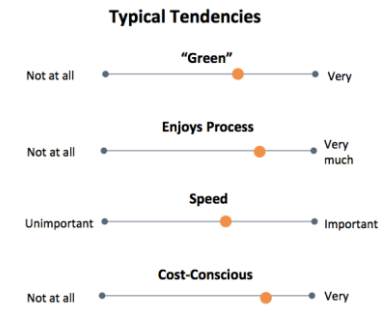 Typical Tendencies
“Green”
Not at all
Very
Enjoys Process
Not at all
Very
much
Speed
Unimportant
Important
Cost-Conscious
Not at all
Very